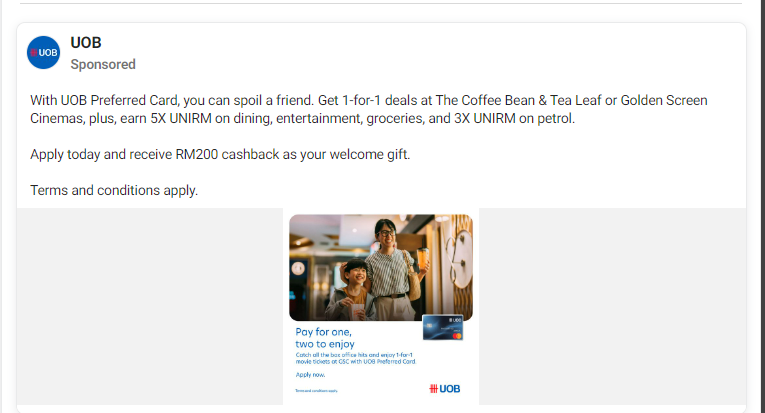 UOB
UOB
Sponsored
With UOB Preferred Card, you can spoil a friend. Get 1-for-1 deals at The Coffee Bean & Tea Leaf or Golden Screen
Cinemas, plus, earn 5X UNIRM on dining, entertainment, groceries, and 3X UNIRM on petrol.
Apply today and receive RM200 cashback as your welcome gift.
Terms and conditions apply.
UOB
Pay for one,
two to enjoy
Catch all the box office hits and enjoy 1-for-1
movie tickets at GSC with UOB Preferred Card.
Apply now.
Terms and conditions apply.
UOB